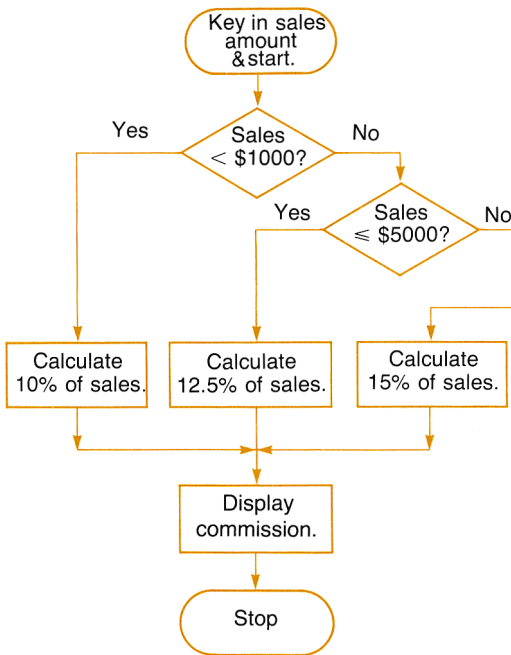 Key in sales
amount
&start.
Yes
Sales
< $1000?
No
Yes
Sales
≤ $5000?
No
Calculate
10% of sales.
Calculate
12.5% of sales.
Calculate
15% of sales.
Display
commission.
Stop